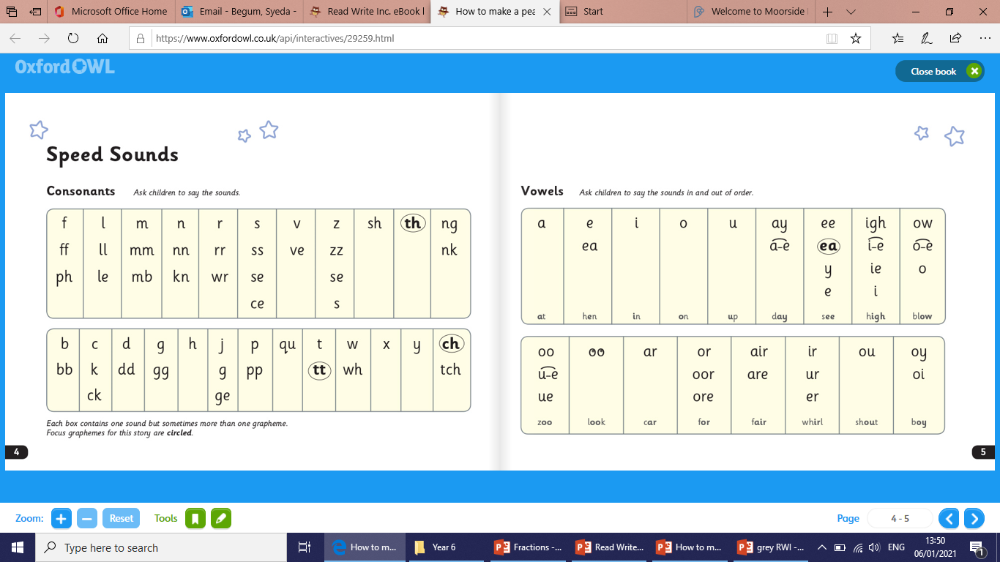 Microsoft Office Home
Email - Begum, Syeda -
Read Write Inc. eBook l
How to make a pea
Start
Welcome to Moorside
https://www.oxfordowl.co.uk/api/interactives/29259.html
OxfordOWL
Close book
Speed Sounds
Consonants Ask children to say the sounds.
f l m n r s v z sh th ng
ff ll mm nn rr ss ve zz nk
ph le mb kn wr se se
ce s
b c d g h j p qu t w x y ch
bb k dd gg g pp tt wh tch
ck ge
Each box contains one sound but sometimes more than one grapheme.
Focus graphemes for this story are circled.
4
Vowels Ask children to say the sounds in and out of order.
a e i o u ay ee igh ow
ea a-e ea i-e o-e
y ie o
e i
at hen in on up day see high blow
oo oo ar or air ir ou oy
u-e oor are ur oi
ue ore er
zoo look car for fair whirl shout boy
5
Zoom: Reset Tools Page 4 - 5
Type here to search
How to m...
Year 6
Fractions -...
Read Write...
How to m...
grey RWI -...
ENG
13:50
06/01/2021
1